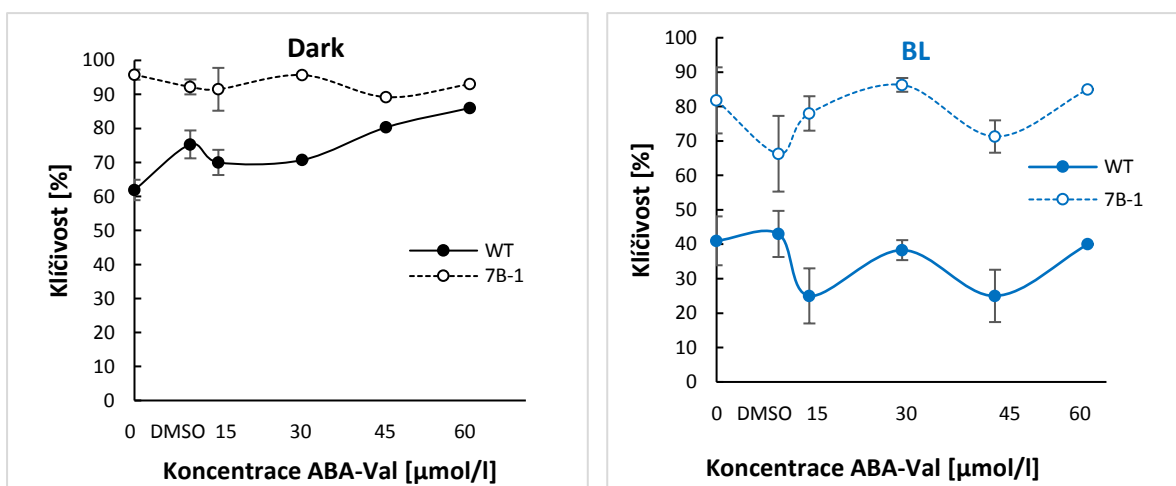 Dark
Klíčivost [%]
100
90
80
70
60
50
40
30
20
10
0
0 DMSO 15 30 45 60
Koncentrace ABA-Val [µmol/l]
WT
7B-1
BL
Klíčivost [%]
100
90
80
70
60
50
40
30
20
10
0
0 DMSO 15 30 45 60
Koncentrace ABA-Val [µmol/l]
WT
7B-1